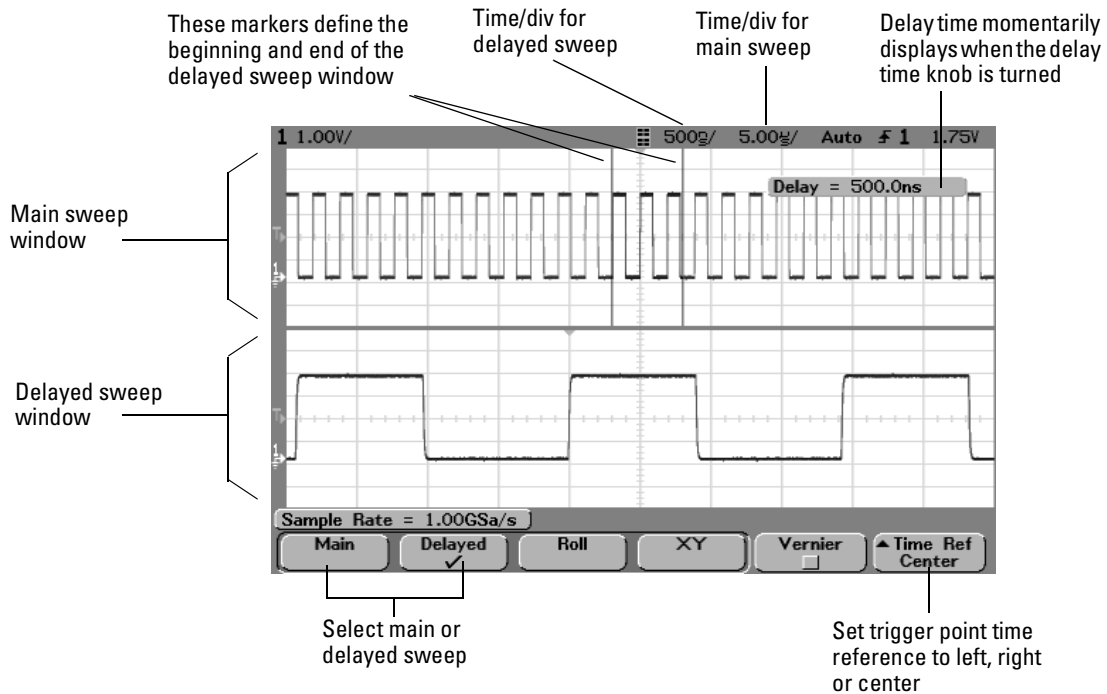 These markers define the
beginning and end of the
delayed sweep window
Time/div for
delayed sweep
Time/div for
main sweep
Delay time momentarily
displays when the delay
time knob is turned
1 1.00V/ 500ns/ 5.00us/ Auto 1 1.75V
Delay = 500.0ns
Main sweep
window
T
1
Delayed sweep
window
T
1
Sample Rate = 1.00GSa/s
Main Delayed Roll XY Vernier Time Ref
Center
Select main or
delayed sweep
Set trigger point time
reference to left, right
or center